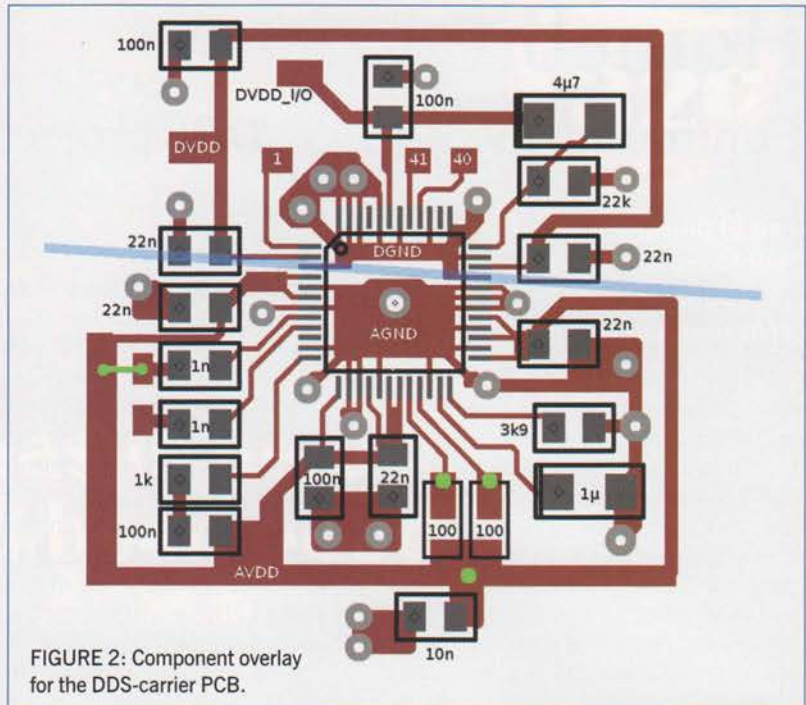 100n
DVDD_I/O
100n
4µ7
DVDD
1
41
40
22k
22n
DGND
22n
22n
AGND
22n
1n
1n
3k9
1k
100n
22n
1µ
100n
100
100
AVDD
10n
FIGURE 2: Component overlay
for the DDS-carrier PCB.